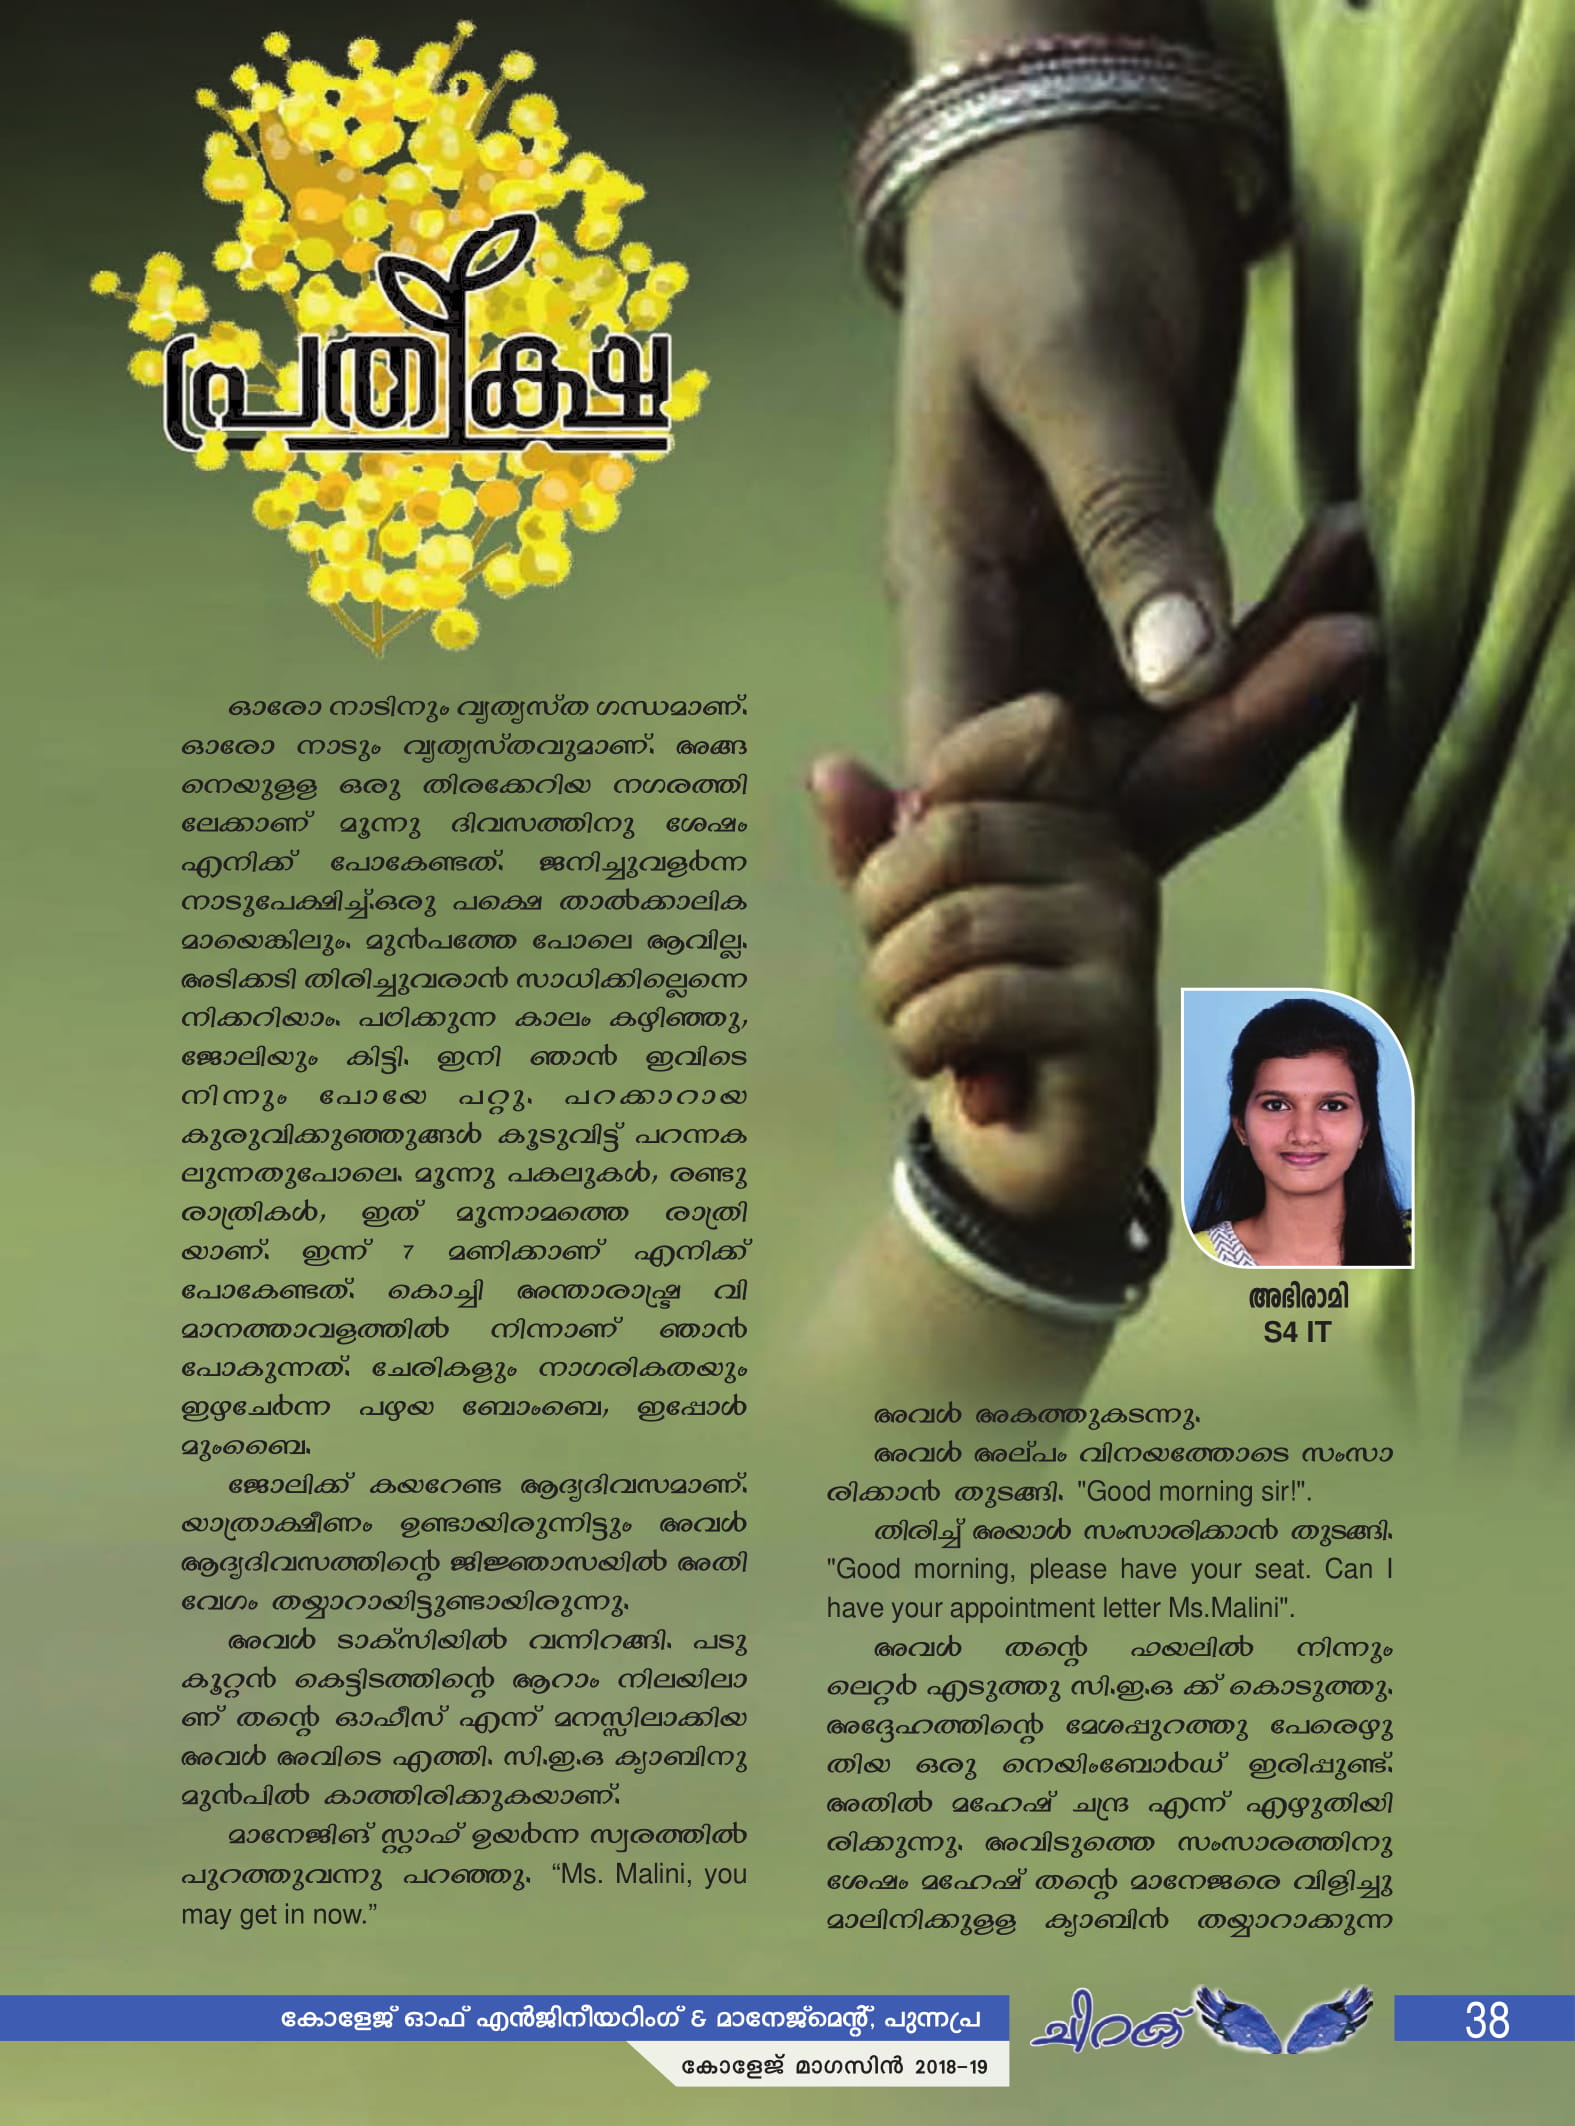 പ്രതീക്ഷ
ഓരോ നാടിനും വ്യത്യസ്ത ഗന്ധമാണ്.
ഓരോ നാടും വ്യത്യസ്തവുമാണ്. അങ്ങ
നെയുളള ഒരു തിരക്കേറിയ നഗരത്തി
ലേക്കാണ് മൂന്നു ദിവസത്തിനു ശേഷം
എനിക്ക് പോകേണ്ടത്. ജനിച്ചുവളർന്ന
നാടുപേക്ഷിച്ച്.ഒരു പക്ഷെ താൽക്കാലിക
മായെങ്കിലും. മുൻപത്തേ പോലെ ആവില്ല.
അടിക്കടി തിരിച്ചുവരാൻ സാധിക്കില്ലെന്നെ
നിക്കറിയാം. പഠിക്കുന്ന കാലം കഴിഞ്ഞു,
ജോലിയും കിട്ടി. ഇനി ഞാൻ ഇവിടെ
നിന്നും പോയേ പറ്റു. പറക്കാറായ
കുരുവിക്കുഞ്ഞുങ്ങൾ കൂടുവിട്ട് പറന്നക
ലുന്നതുപോലെ. മൂന്നു പകലുകൾ, രണ്ടു
രാത്രികൾ, ഇത് മൂന്നാമത്തെ രാത്രി
യാണ്. ഇന്ന് 7 മണിക്കാണ് എനിക്ക്
പോകേണ്ടത്. കൊച്ചി അന്താരാഷ്ട്ര വി
മാനത്താവളത്തിൽ നിന്നാണ് ഞാൻ
പോകുന്നത്. ചേരികളും നാഗരികതയും
ഇഴചേർന്ന പഴയ ബോംബെ, ഇപ്പോൾ
മുംബൈ.
ജോലിക്ക് കയറേണ്ട ആദ്യദിവസമാണ്.
യാത്രാക്ഷീണം ഉണ്ടായിരുന്നിട്ടും അവൾ
ആദ്യദിവസത്തിന്റെ ജിജ്ഞാസയിൽ അതി
വേഗം തയ്യാറായിട്ടുണ്ടായിരുന്നു.
അവൾ ടാക്സിയിൽ വന്നിറങ്ങി. പടു
കൂറ്റൻ കെട്ടിടത്തിന്റെ ആറാം നിലയിലാ
ണ് തന്റെ ഓഫീസ് എന്ന് മനസ്സിലാക്കിയ
അവൾ അവിടെ എത്തി. സി.ഇ.ഒ ക്യാബിനു
മുൻപിൽ കാത്തിരിക്കുകയാണ്.
മാനേജിങ് സ്റ്റാഫ് ഉയർന്ന സ്വരത്തിൽ
പുറത്തുവന്നു പറഞ്ഞു. “Ms. Malini, you
may get in now.”
അഭിരാമി
S4 IT
അവൾ അകത്തുകടന്നു.
അവൾ അല്പം വിനയത്തോടെ സംസാ
രിക്കാൻ തുടങ്ങി. "Good morning sir!".
തിരിച്ച് അയാൾ സംസാരിക്കാൻ തുടങ്ങി.
"Good morning, please have your seat. Can I
have your appointment letter Ms.Malini".
അവൾ തന്റെ ഫയലിൽ നിന്നും
ലെറ്റർ എടുത്തു സി.ഇ.ഒ ക്ക് കൊടുത്തു.
അദ്ദേഹത്തിന്റെ മേശപ്പുറത്തു പേരെഴു
തിയ ഒരു നെയിംബോർഡ് ഇരിപ്പുണ്ട്.
അതിൽ മഹേഷ് ചന്ദ്ര എന്ന് എഴുതിയി
രിക്കുന്നു. അവിടുത്തെ സംസാരത്തിനു
ശേഷം മഹേഷ് തന്റെ മാനേജരെ വിളിച്ചു
മാലിനിക്കുളള ക്യാബിൻ തയ്യാറാക്കുന്ന
കോളേജ് ഓഫ് എൻജിനീയറിംഗ് & മാനേജ്മെന്റ്, പുന്നപ്ര
ചിറക്
38
കോളേജ് മാഗസിൻ 2018-19